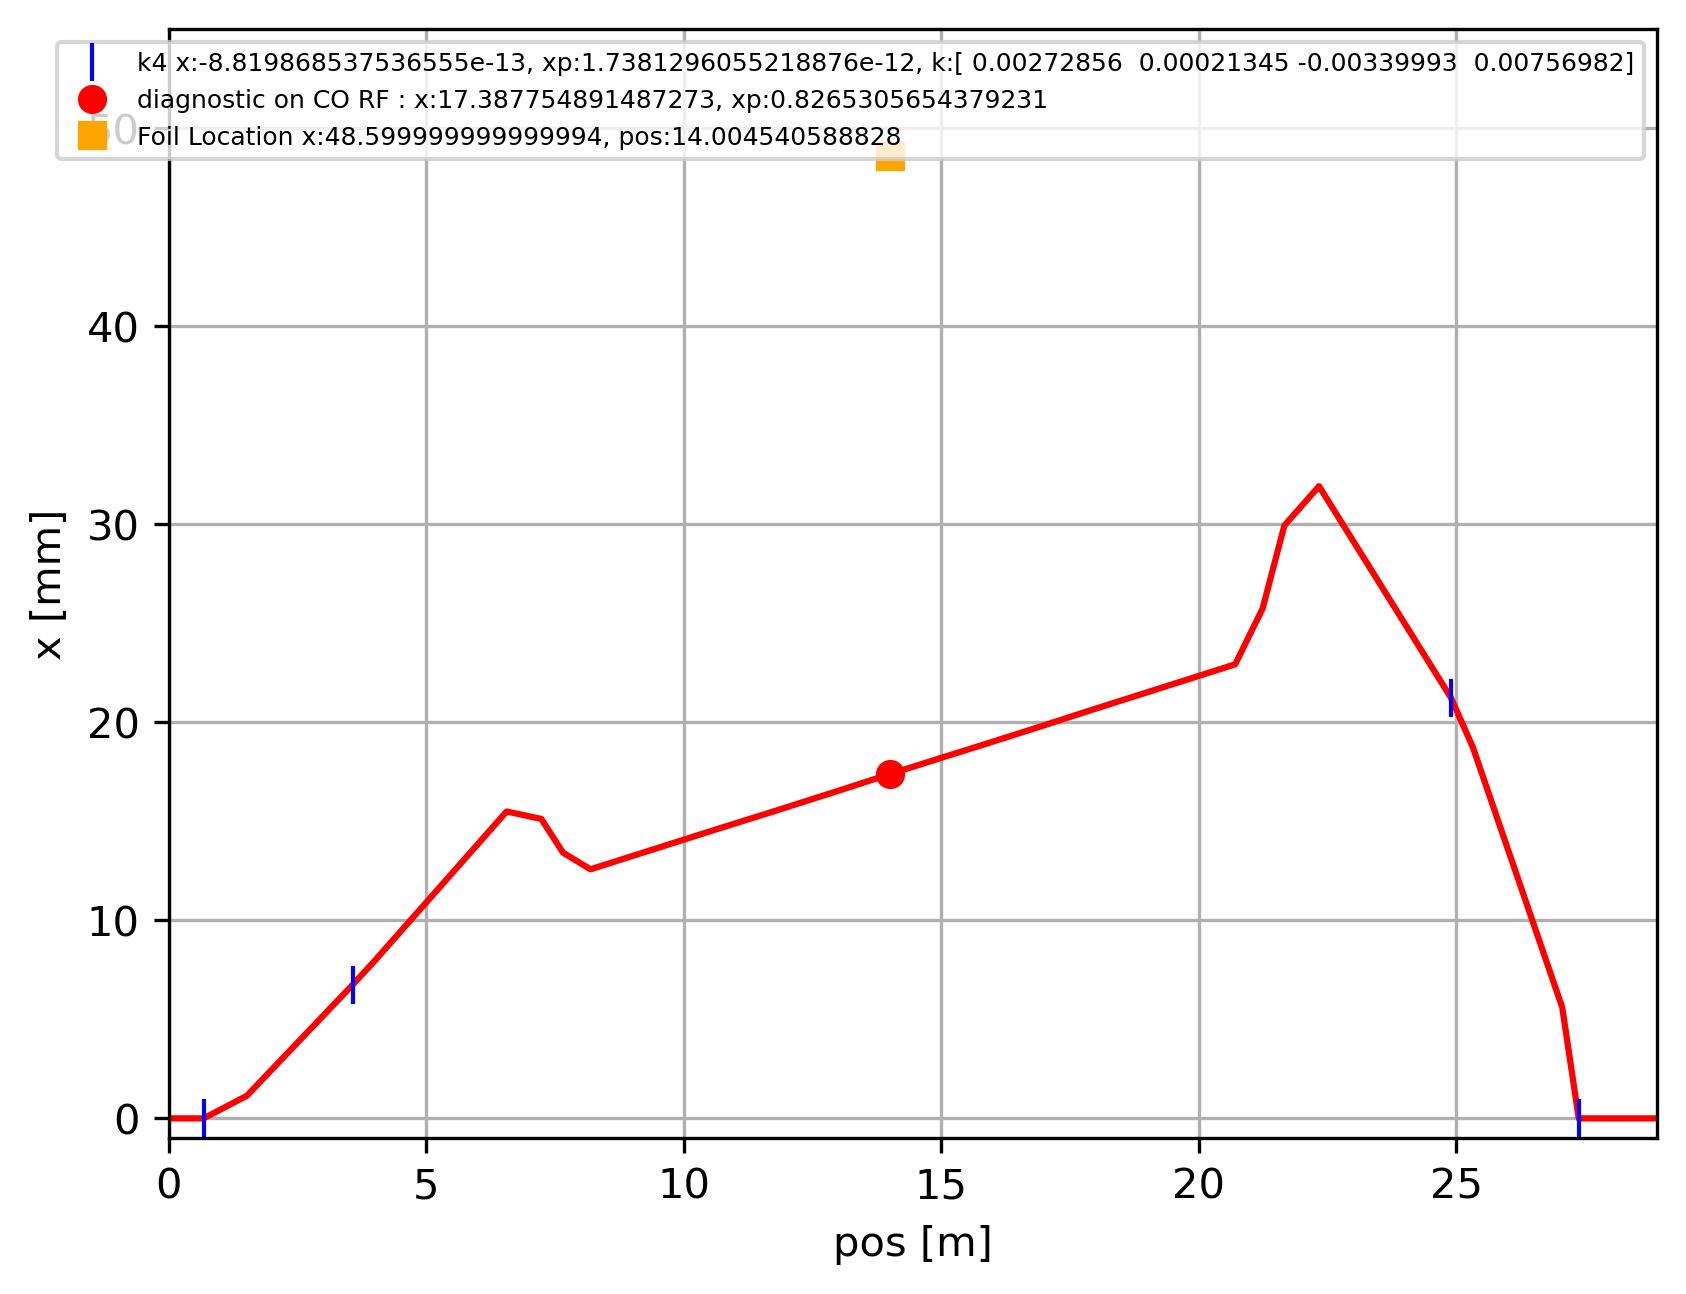 k4 x:-8.819868537536555e-13, xp:1.7381296055218876e-12, k:[ 0.00272856  0.00021345 -0.00339993  0.00756982]
diagnostic on CO RF : x:17.387754891487273, xp:0.8265305654379231
50
Foil Location x:48.599999999999994, pos:14.004540588828
40
30
20
10
0
x [mm]
0 5 10 15 20 25
pos [m]